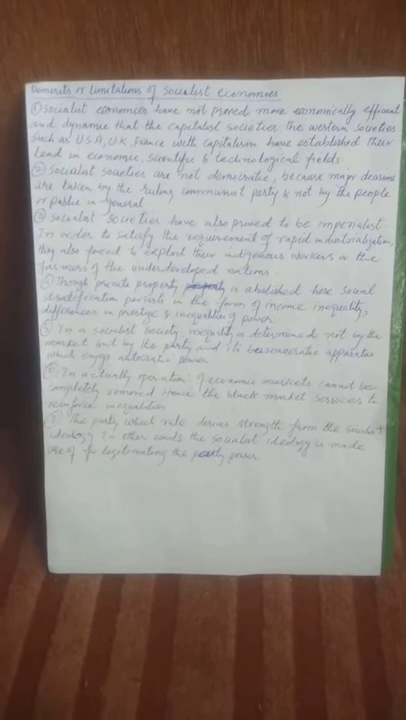 Demerits or limitations of Socialist economies
① Socialist economies have not proved more economically efficient
and dynamic that the capitalist societies the western societies
such as U.S.A, U.K, France with capitalism have established their
lead in economic, scientific & technological fields.
② Socialist societies are not democratic, because major decisions
are taken by the ruling communist party & not by the people
or public in general
③ Socialist societies have also proved to be imperialist.
In order to satisfy the requirement of rapid industrialization,
they also forced to exploit their indigenous workers or the
farmers of the underdeveloped nations
④ Though private property is abolished here social
stratification persists in the form of income inequality,
differences in prestige & inequalities of power
⑤ In a socialist society inequality is determined not by the
market but by the party and its bureaucratic apparatus
which enjoys autocratic power
⑥ In actually operation of economic markets cannot be
completely removed Hence the black market services to
reinforce inequalities
⑦ The party which rule derives strength from the socialist
ideology In other words the socialist ideology is made
use of for legitimating the party power